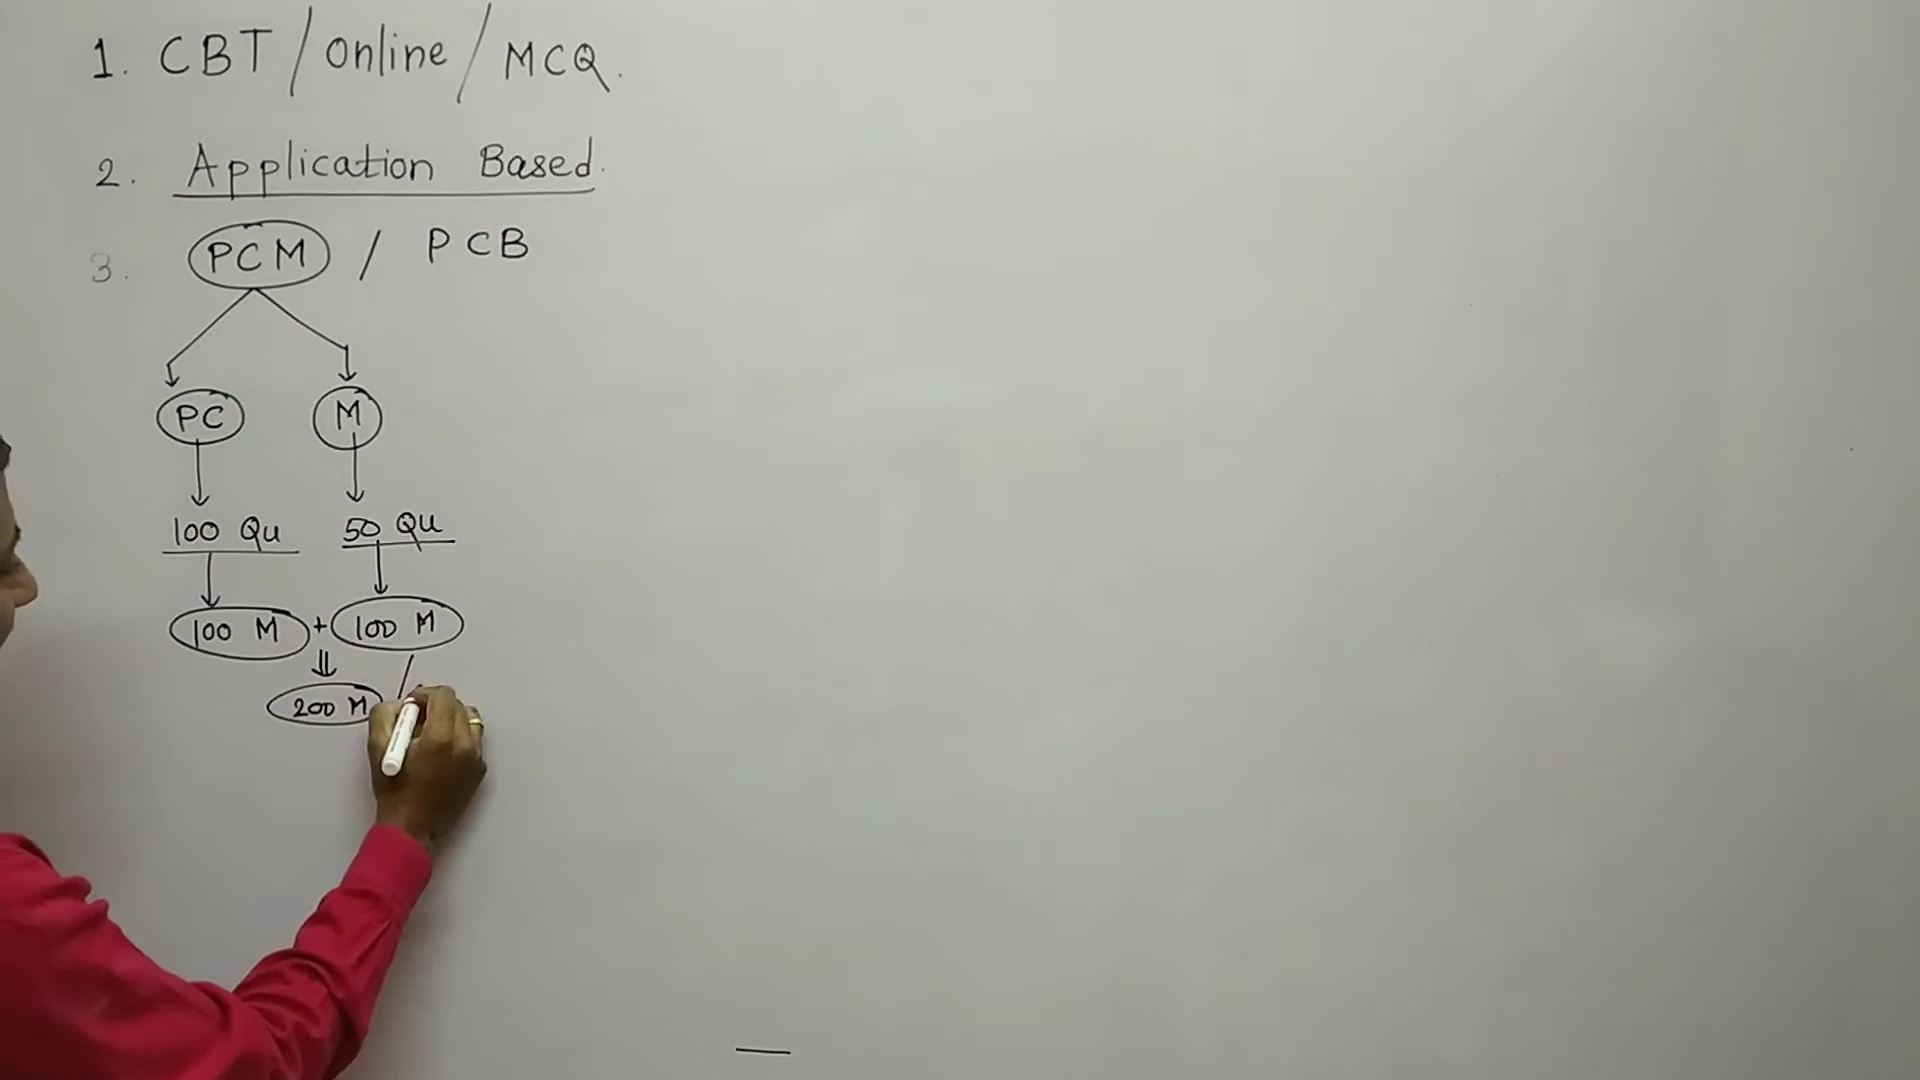 1. CBT / Online / MCQ.
2. Application Based.
3. PCM / PCB
PC M
100 Qu 50 Qu
100 M + 100 M
200 M /